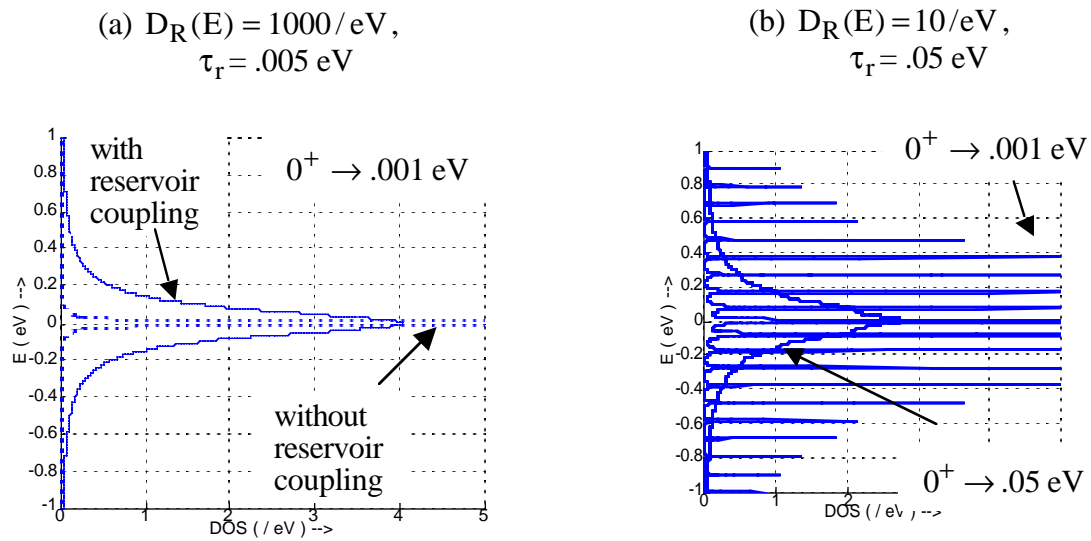 (a) D_R(E) = 1000/eV,
τ_r = .005 eV
(b) D_R(E) = 10/eV,
τ_r = .05 eV
1
0.8
0.6
0.4
0.2
0
-0.2
-0.4
-0.6
-0.8
-1
E ( eV ) -->
with
reservoir
coupling
0⁺ → .001 eV
without
reservoir
coupling
0 1 2 3 4 5
DOS ( / eV ) -->
1
0.8
0.6
0.4
0.2
0
-0.2
-0.4
-0.6
-0.8
-1
E ( eV ) -->
0⁺ → .001 eV
0⁺ → .05 eV
0 1 2
DOS ( / eV ) -->